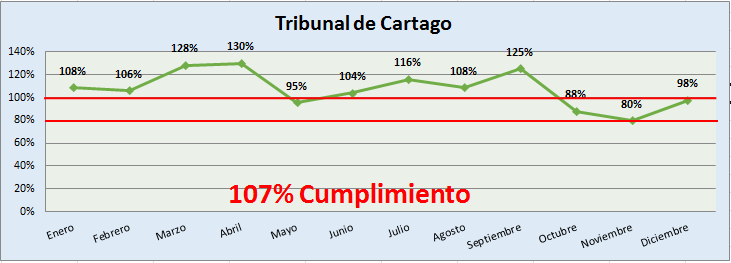 Tribunal de Cartago
140%
120%
100%
80%
60%
40%
20%
0%
108%
106%
128%
130%
95%
104%
116%
108%
125%
88%
80%
98%
107% Cumplimiento
Enero
Febrero
Marzo
Abril
Mayo
Junio
Julio
Agosto
Septiembre
Octubre
Noviembre
Diciembre